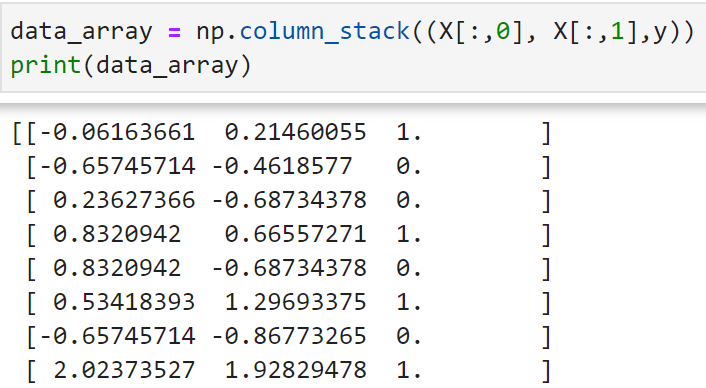 data_array = np.column_stack((X[:,0], X[:,1],y))
print(data_array)
[[-0.06163661  0.21460055  1.        ]
 [-0.65745714 -0.4618577   0.        ]
 [ 0.23627366 -0.68734378  0.        ]
 [ 0.8320942   0.66557271  1.        ]
 [ 0.8320942  -0.68734378  0.        ]
 [ 0.53418393  1.29693375  1.        ]
 [-0.65745714 -0.86773265  0.        ]
 [ 2.02373527  1.92829478  1.        ]